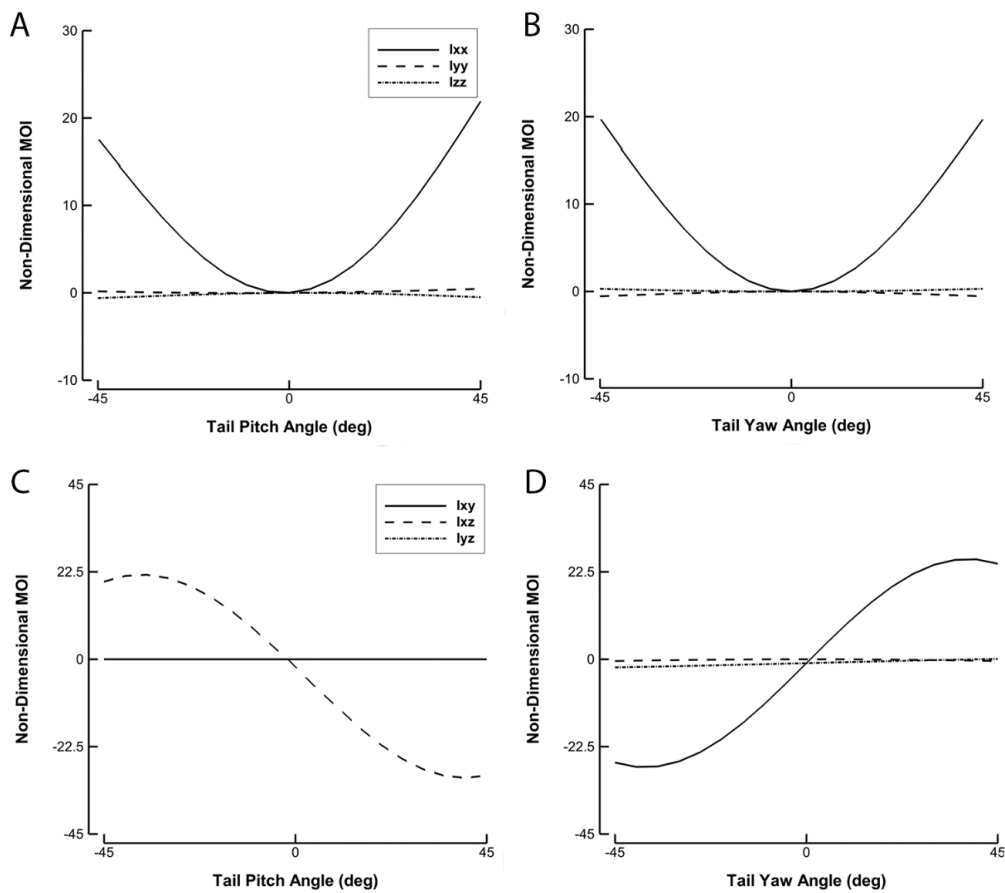 A
30
20
10
0
-10
Non-Dimensional MOI
Ixx
Iyy
Izz
-45
0
45
Tail Pitch Angle (deg)
B
30
20
10
0
-10
Non-Dimensional MOI
-45
0
45
Tail Yaw Angle (deg)
C
45
22.5
0
-22.5
-45
Non-Dimensional MOI
Ixy
Ixz
Iyz
-45
0
45
Tail Pitch Angle (deg)
D
45
22.5
0
-22.5
-45
Non-Dimensional MOI
-45
0
45
Tail Yaw Angle (deg)